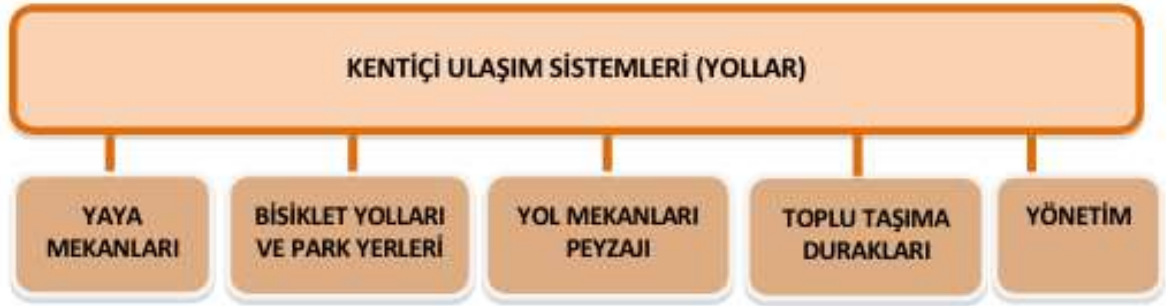 KENTİÇİ ULAŞIM SİSTEMLERİ (YOLLAR)
YAYA
MEKANLARI
BİSİKLET YOLLARI
VE PARK YERLERİ
YOL MEKANLARI
PEYZAJI
TOPLU TAŞIMA
DURAKLARI
YÖNETİM